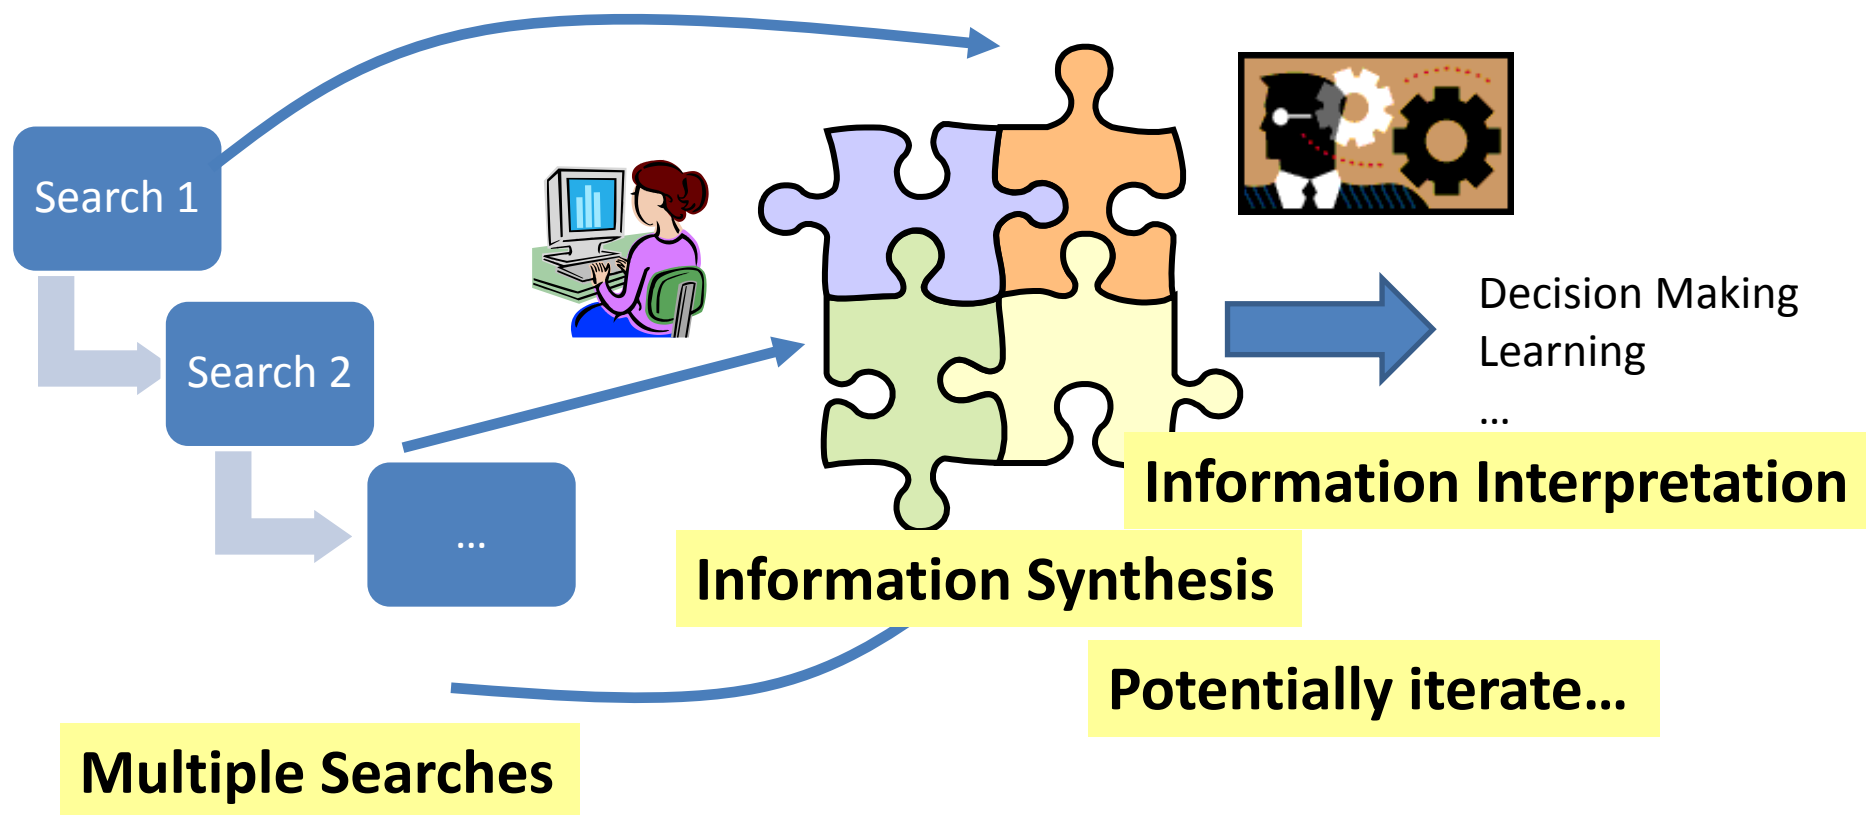 Search 1
Search 2
…
Decision Making
Learning
…
Information Interpretation
Information Synthesis
Potentially iterate…
Multiple Searches